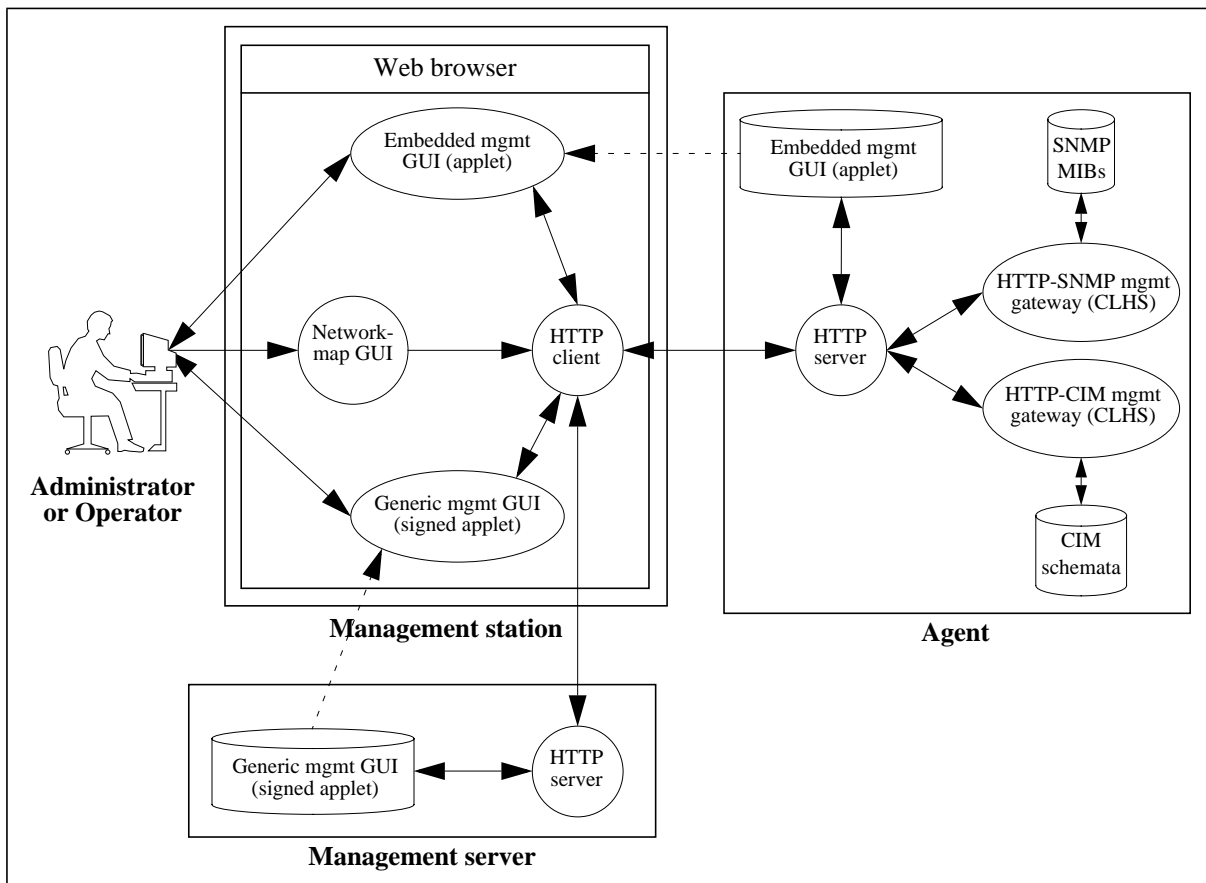 Web browser
Embedded mgmt
GUI (applet)
Network-
map GUI
HTTP
client
Generic mgmt GUI
(signed applet)
Management station
Administrator
or Operator
Embedded mgmt
GUI (applet)
SNMP
MIBs
HTTP-SNMP mgmt
gateway (CLHS)
HTTP
server
HTTP-CIM mgmt
gateway (CLHS)
CIM
schemata
Agent
Generic mgmt GUI
(signed applet)
HTTP
server
Management server